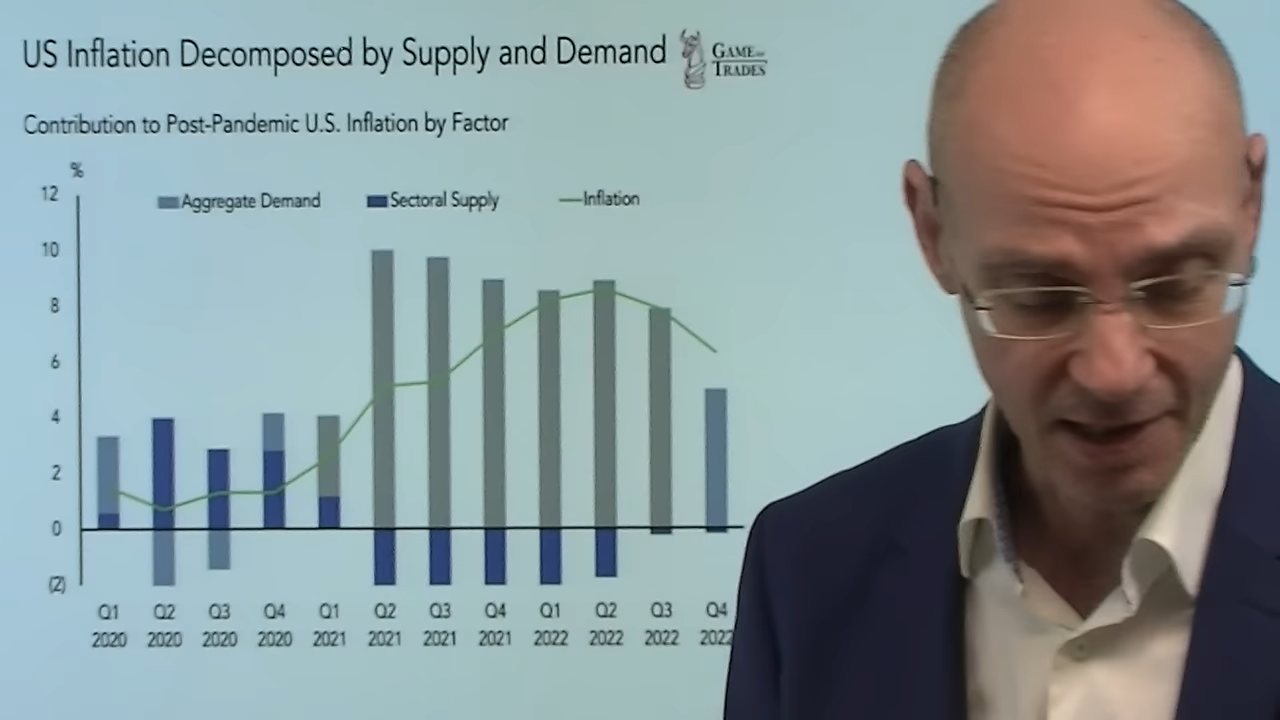 US Inflation Decomposed by Supply and Demand
GAME OF
TRADES
Contribution to Post-Pandemic U.S. Inflation by Factor
%
12
Aggregate Demand
Sectoral Supply
Inflation
10
8
6
4
2
0
(2)
Q1 Q2 Q3 Q4 Q1 Q2 Q3 Q4 Q1 Q2 Q3 Q4
2020 2020 2020 2020 2021 2021 2021 2021 2022 2022 2022 2022